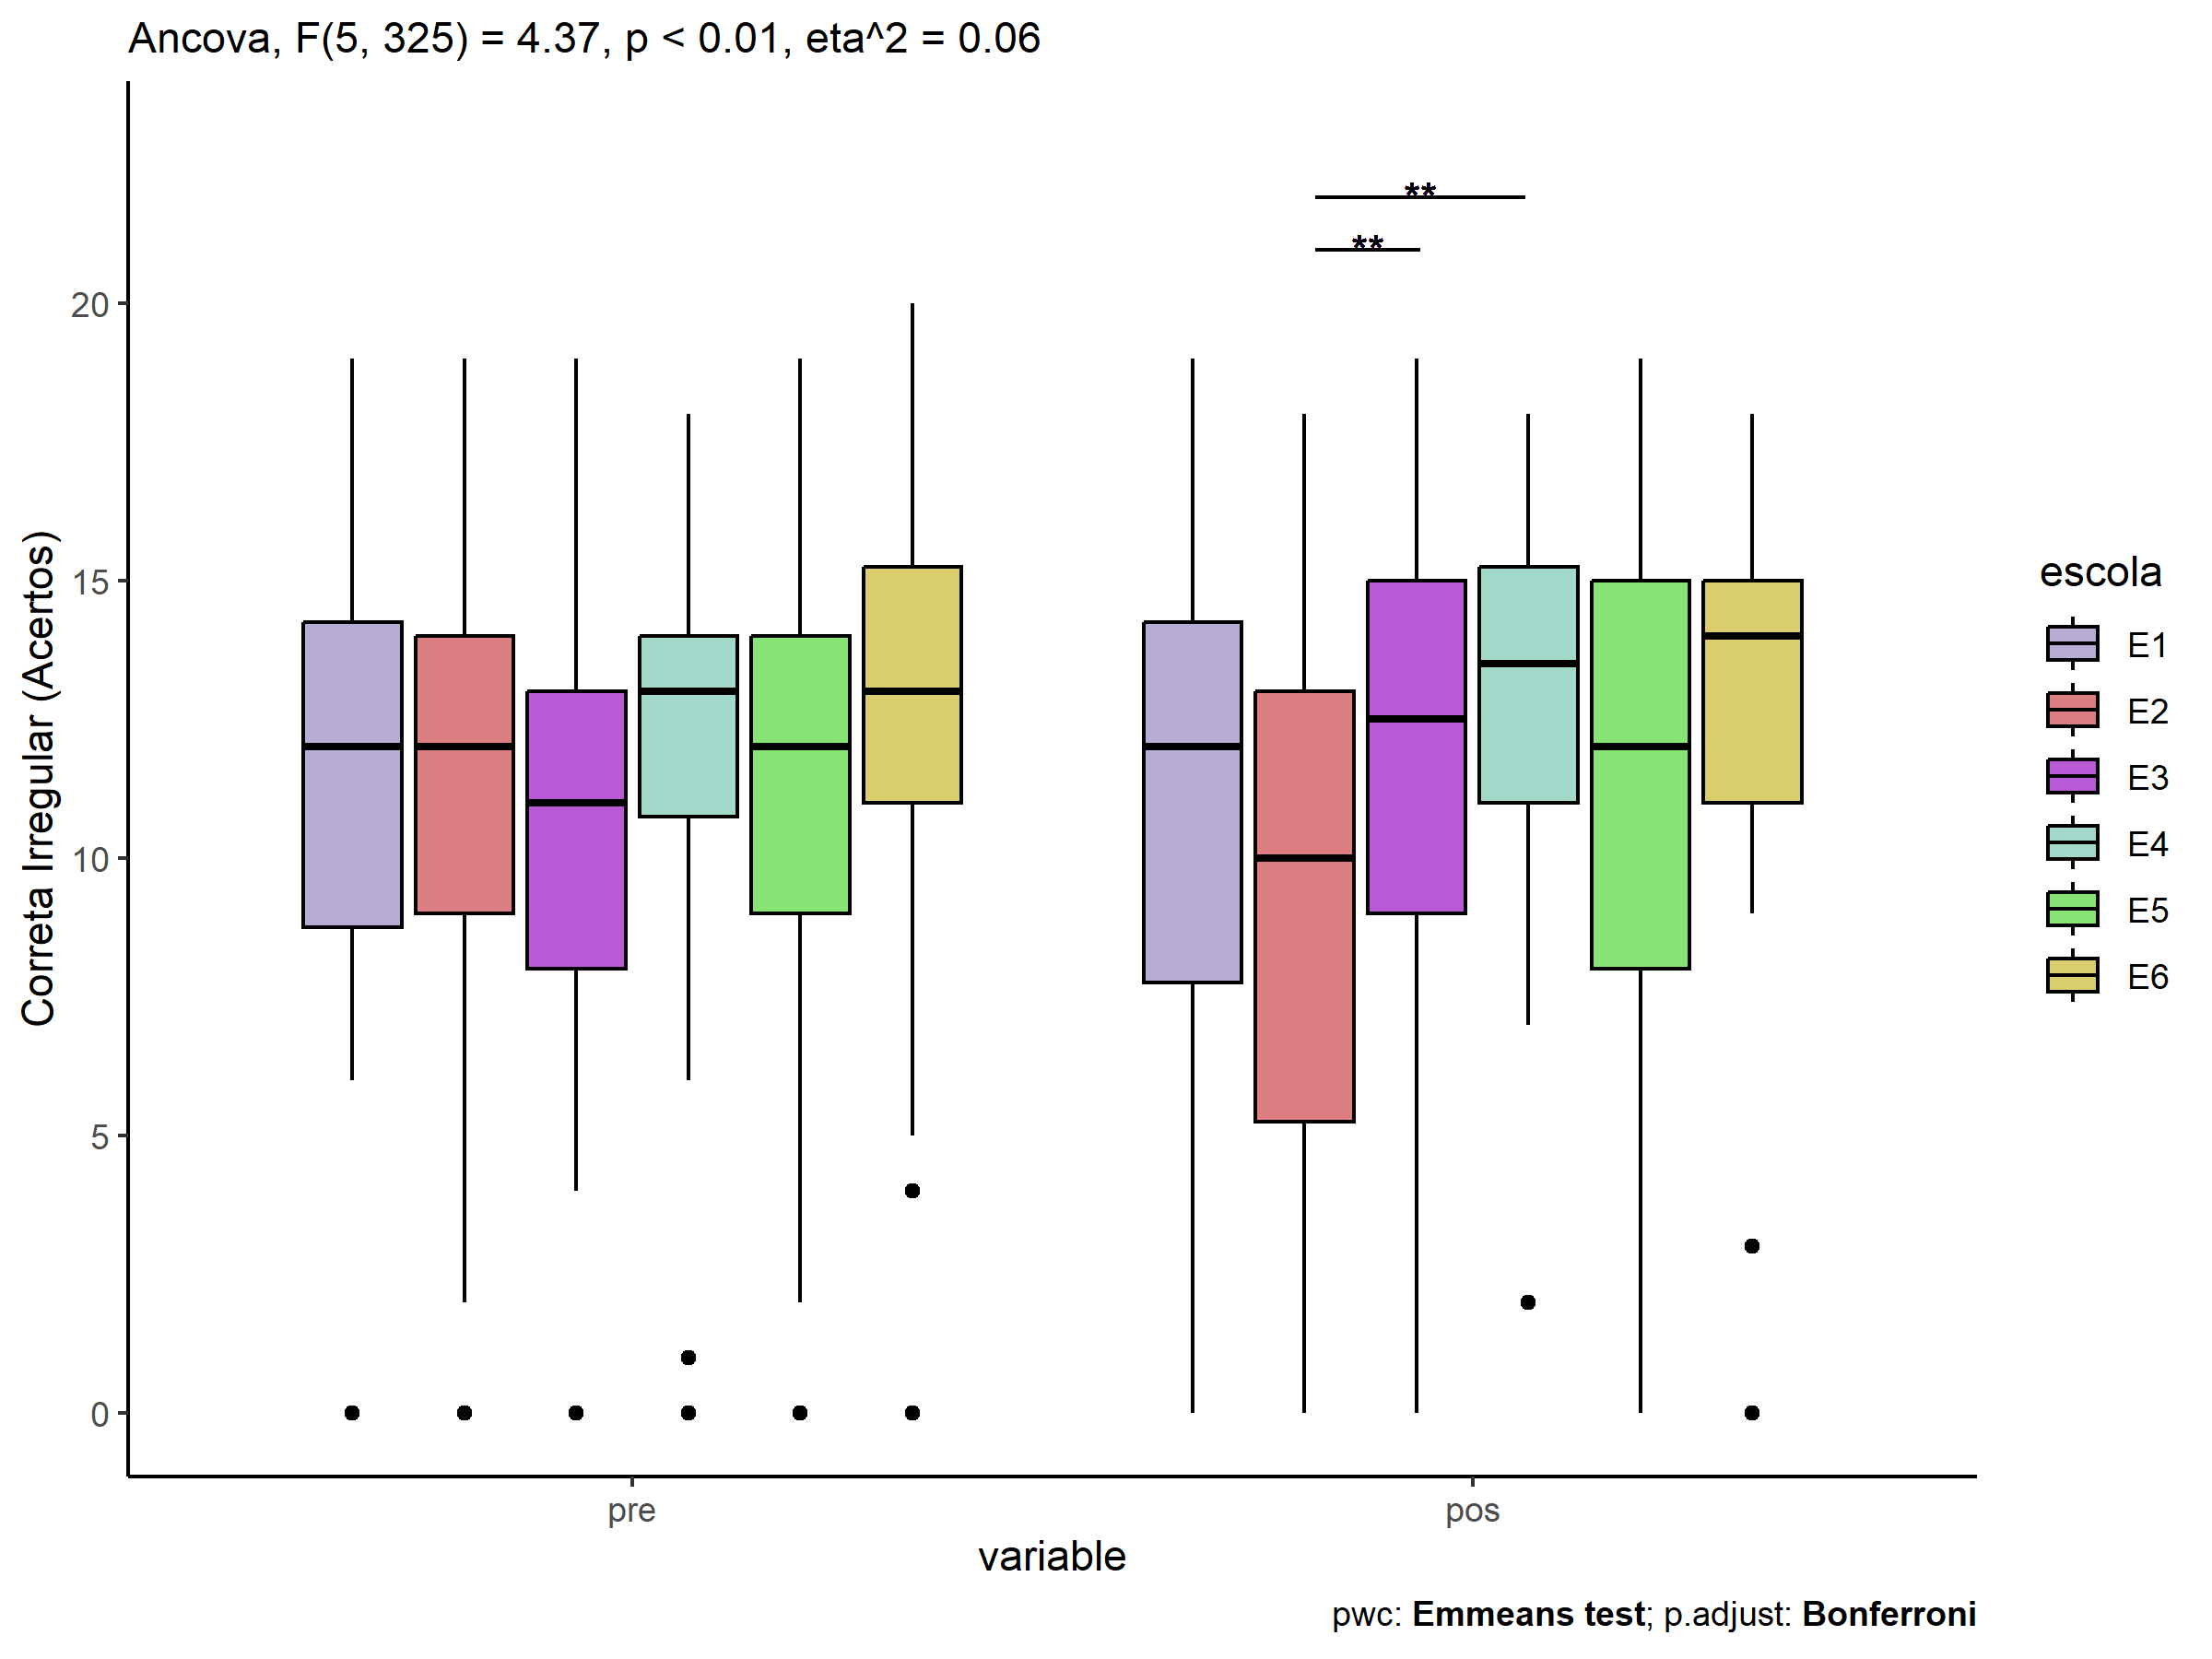 Ancova, F(5, 325) = 4.37, p < 0.01, eta^2 = 0.06
**
**
Correta Irregular (Acertos)
20
15
10
5
0
pre
pos
variable
escola
E1
E2
E3
E4
E5
E6
pwc: Emmeans test; p.adjust: Bonferroni